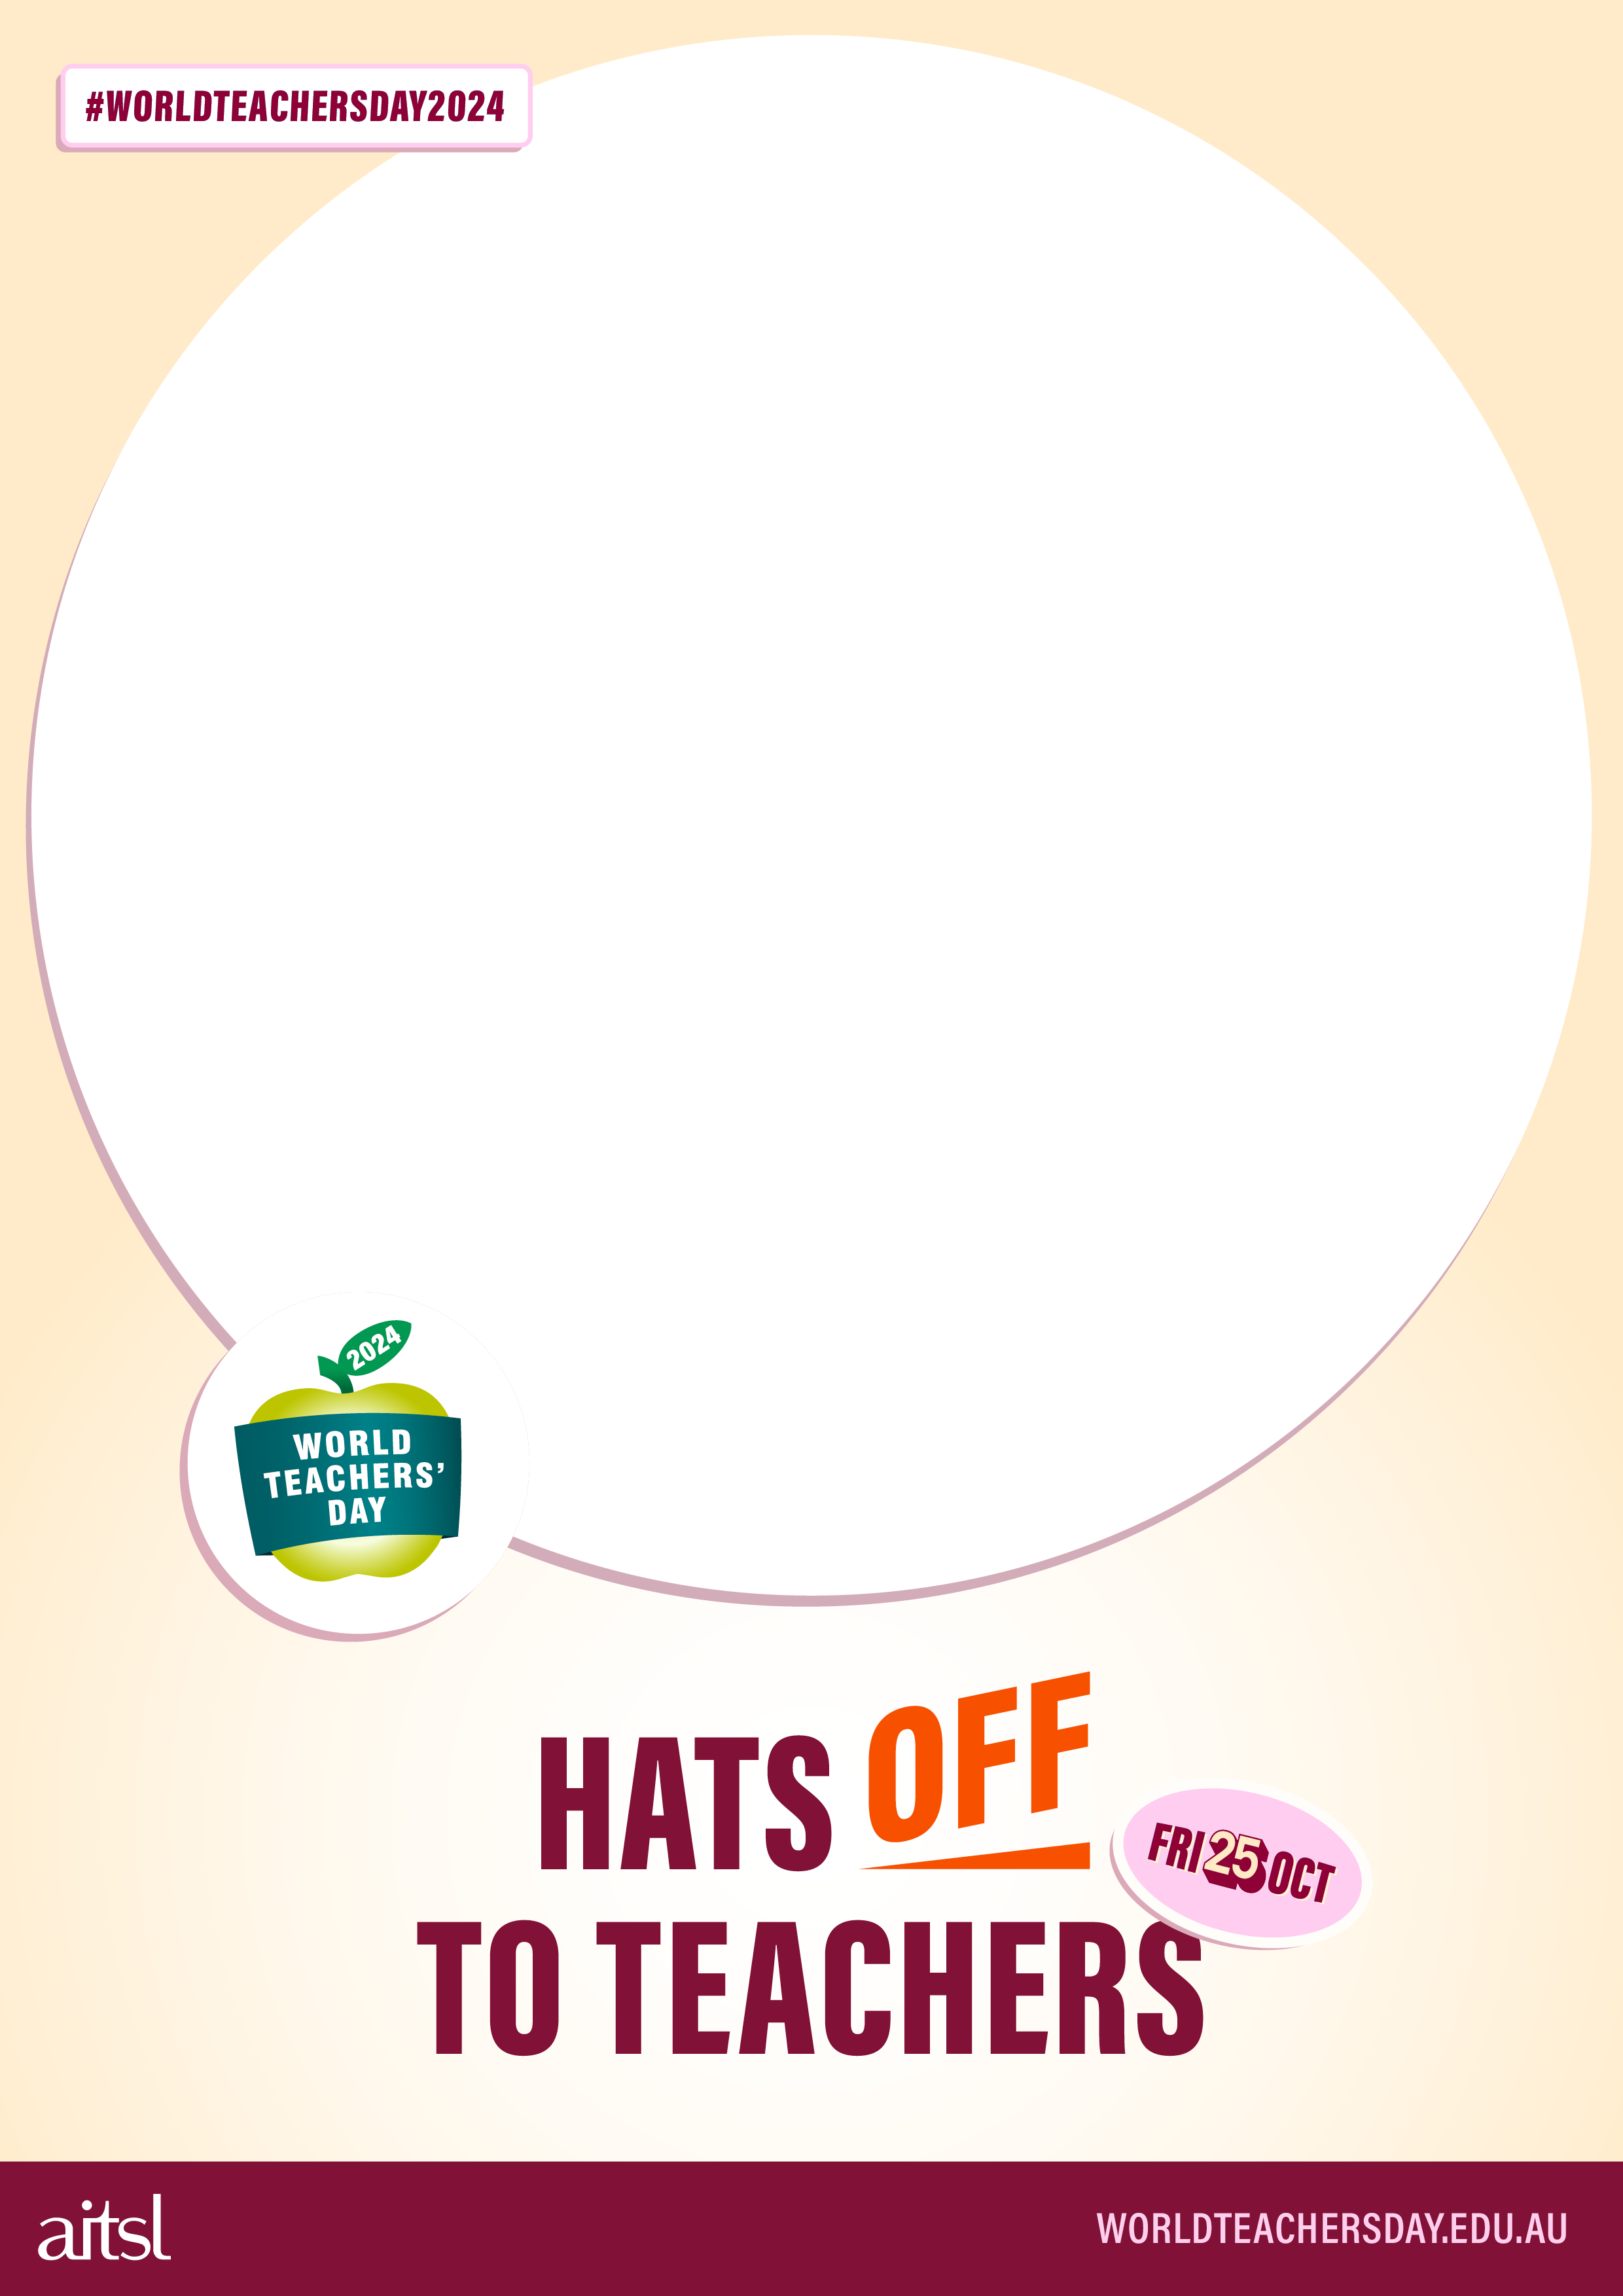 #WORLDTEACHERSDAY2024
2024
WORLD
TEACHERS’
DAY
HATS OFF
FRI 25 OCT
TO TEACHERS
aitsl
WORLDTEACHERSDAY.EDU.AU